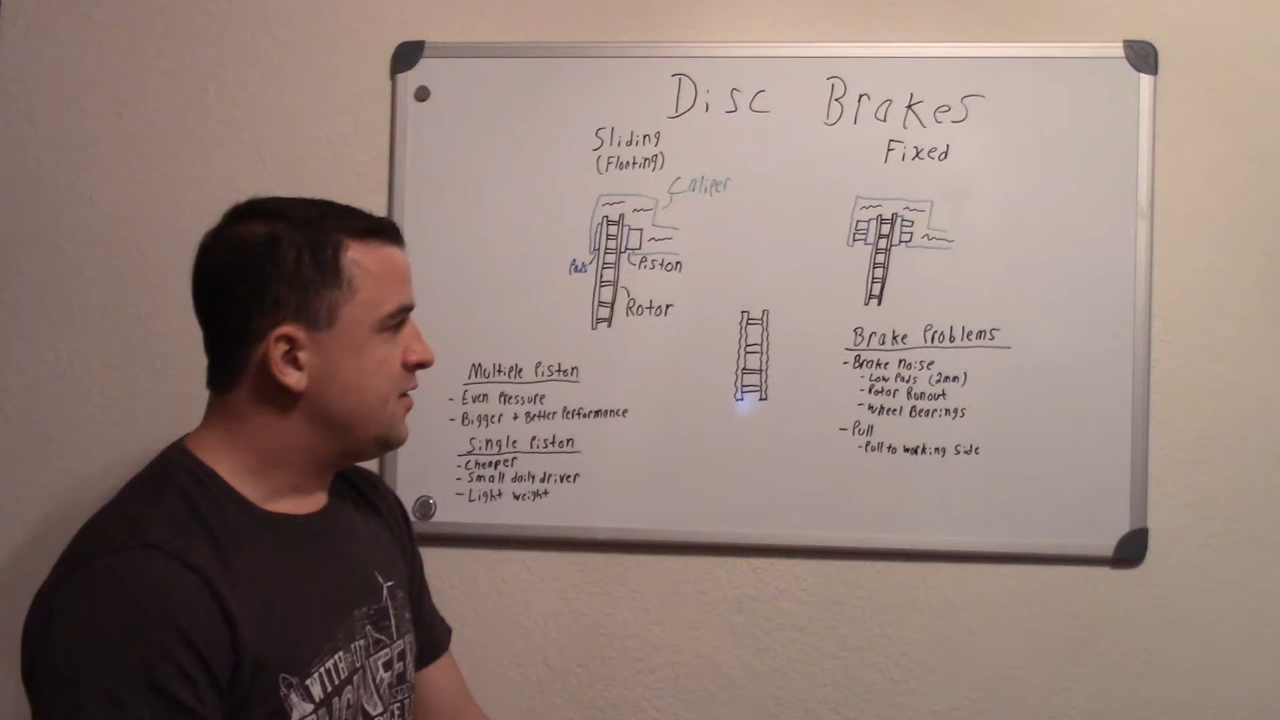 Disc Brakes
Sliding
(Floating)
Caliper
Pads
Piston
Rotor
Fixed
Multiple Piston
- Even Pressure
- Bigger + Better Performance
Single Piston
- Cheaper
- Small daily driver
- Light weight
Brake Problems
- Brake Noise
- Low Pads (2mm)
- Rotor Runout
- Wheel Bearings
- Pull
- Pull to working side
WITHOUT